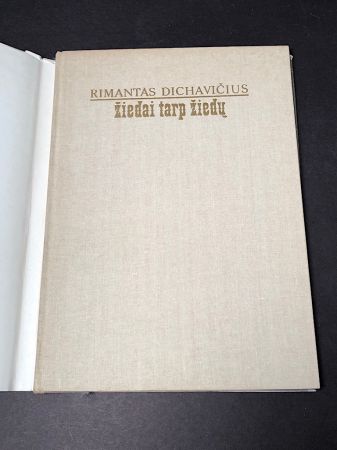 RIMANTAS DICHAVIČIUS
žiedai tarp žiedų